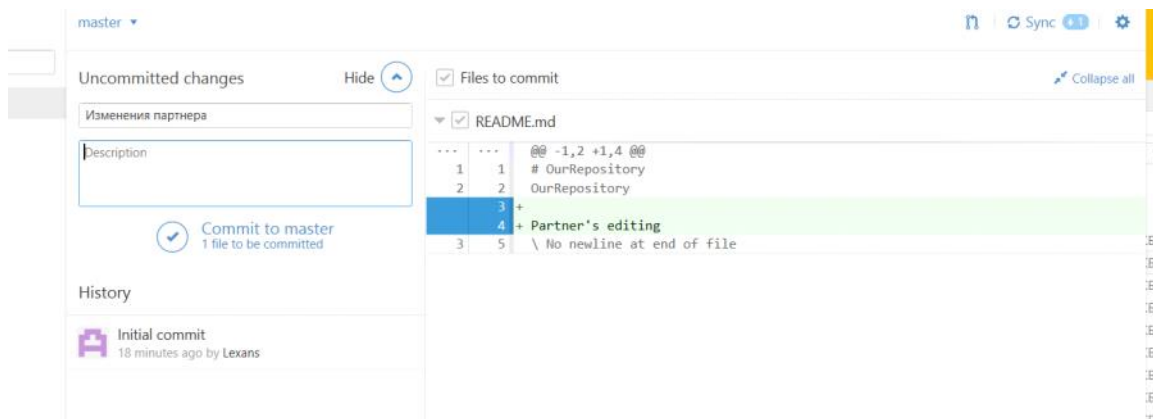 master
Sync +1
Uncommitted changes
Hide
Изменения партнера
Description
Commit to master
1 file to be committed
History
Initial commit
18 minutes ago by Lexans
Files to commit
Collapse all
README.md
... ... @@ -1,2 +1,4 @@
1 1 # OurRepository
2 2 OurRepository
3 +
4 + Partner's editing
3 5 \ No newline at end of file